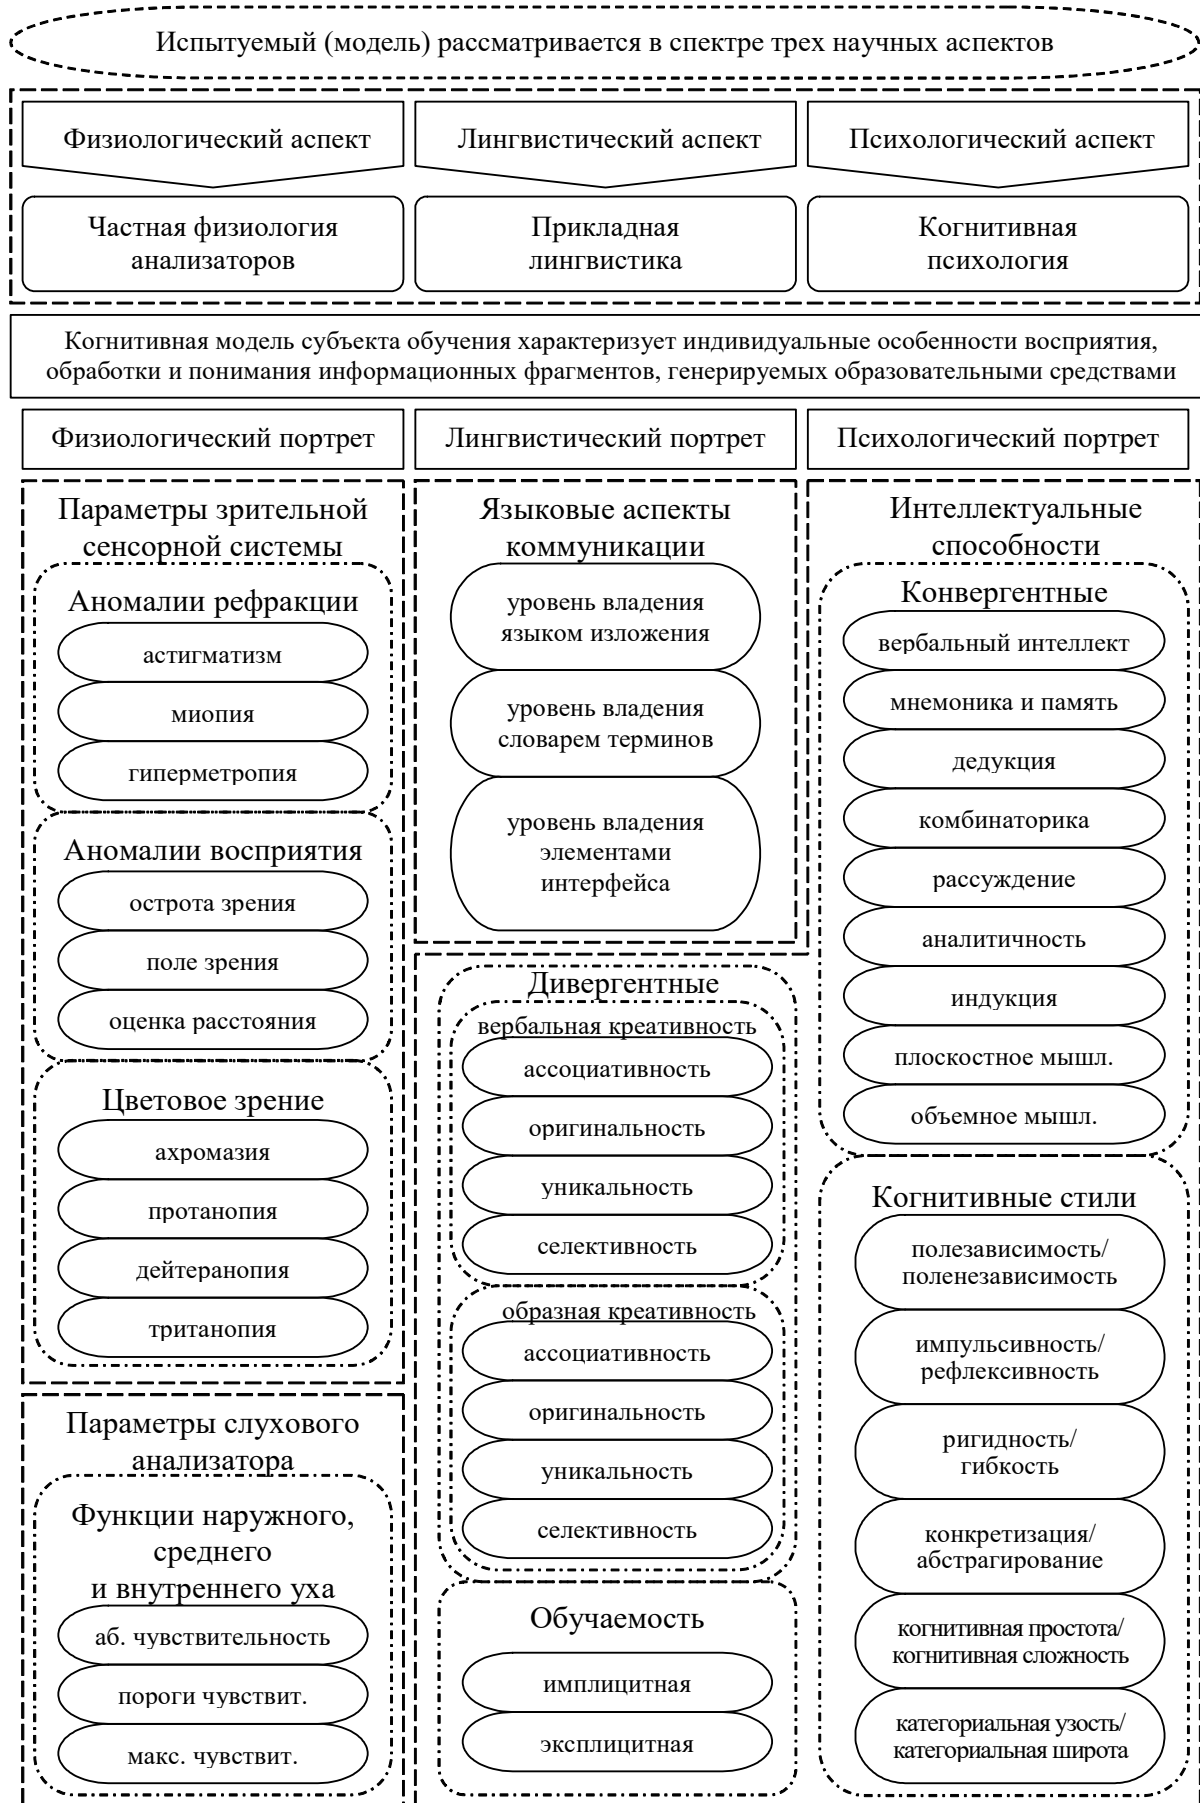 Испытуемый (модель) рассматривается в спектре трех научных аспектов
Физиологический аспект
Лингвистический аспект
Психологический аспект
Частная физиология
анализаторов
Прикладная
лингвистика
Когнитивная
психология
Когнитивная модель субъекта обучения характеризует индивидуальные особенности восприятия,
обработки и понимания информационных фрагментов, генерируемых образовательными средствами
Физиологический портрет
Лингвистический портрет
Психологический портрет
Параметры зрительной
сенсорной системы
Аномалии рефракции
астигматизм
миопия
гиперметропия
Аномалии восприятия
острота зрения
поле зрения
оценка расстояния
Цветовое зрение
ахромазия
протанопия
дейтеранопия
тританопия
Параметры слухового
анализатора
Функции наружного,
среднего
и внутреннего уха
аб. чувствительность
пороги чувствит.
макс. чувствит.
Языковые аспекты
коммуникации
уровень владения
языком изложения
уровень владения
словарем терминов
уровень владения
элементами
интерфейса
Интеллектуальные
способности
Конвергентные
вербальный интеллект
мнемоника и память
дедукция
комбинаторика
рассуждение
аналитичность
индукция
плоскостное мышл.
объемное мышл.
Дивергентные
вербальная креативность
ассоциативность
оригинальность
уникальность
селективность
образная креативность
ассоциативность
оригинальность
уникальность
селективность
Обучаемость
имплицитная
эксплицитная
Когнитивные стили
полезависимость/
поленезависимость
импульсивность/
рефлексивность
ригидность/
гибкость
конкретизация/
абстрагирование
когнитивная простота/
когнитивная сложность
категориальная узость/
категориальная широта